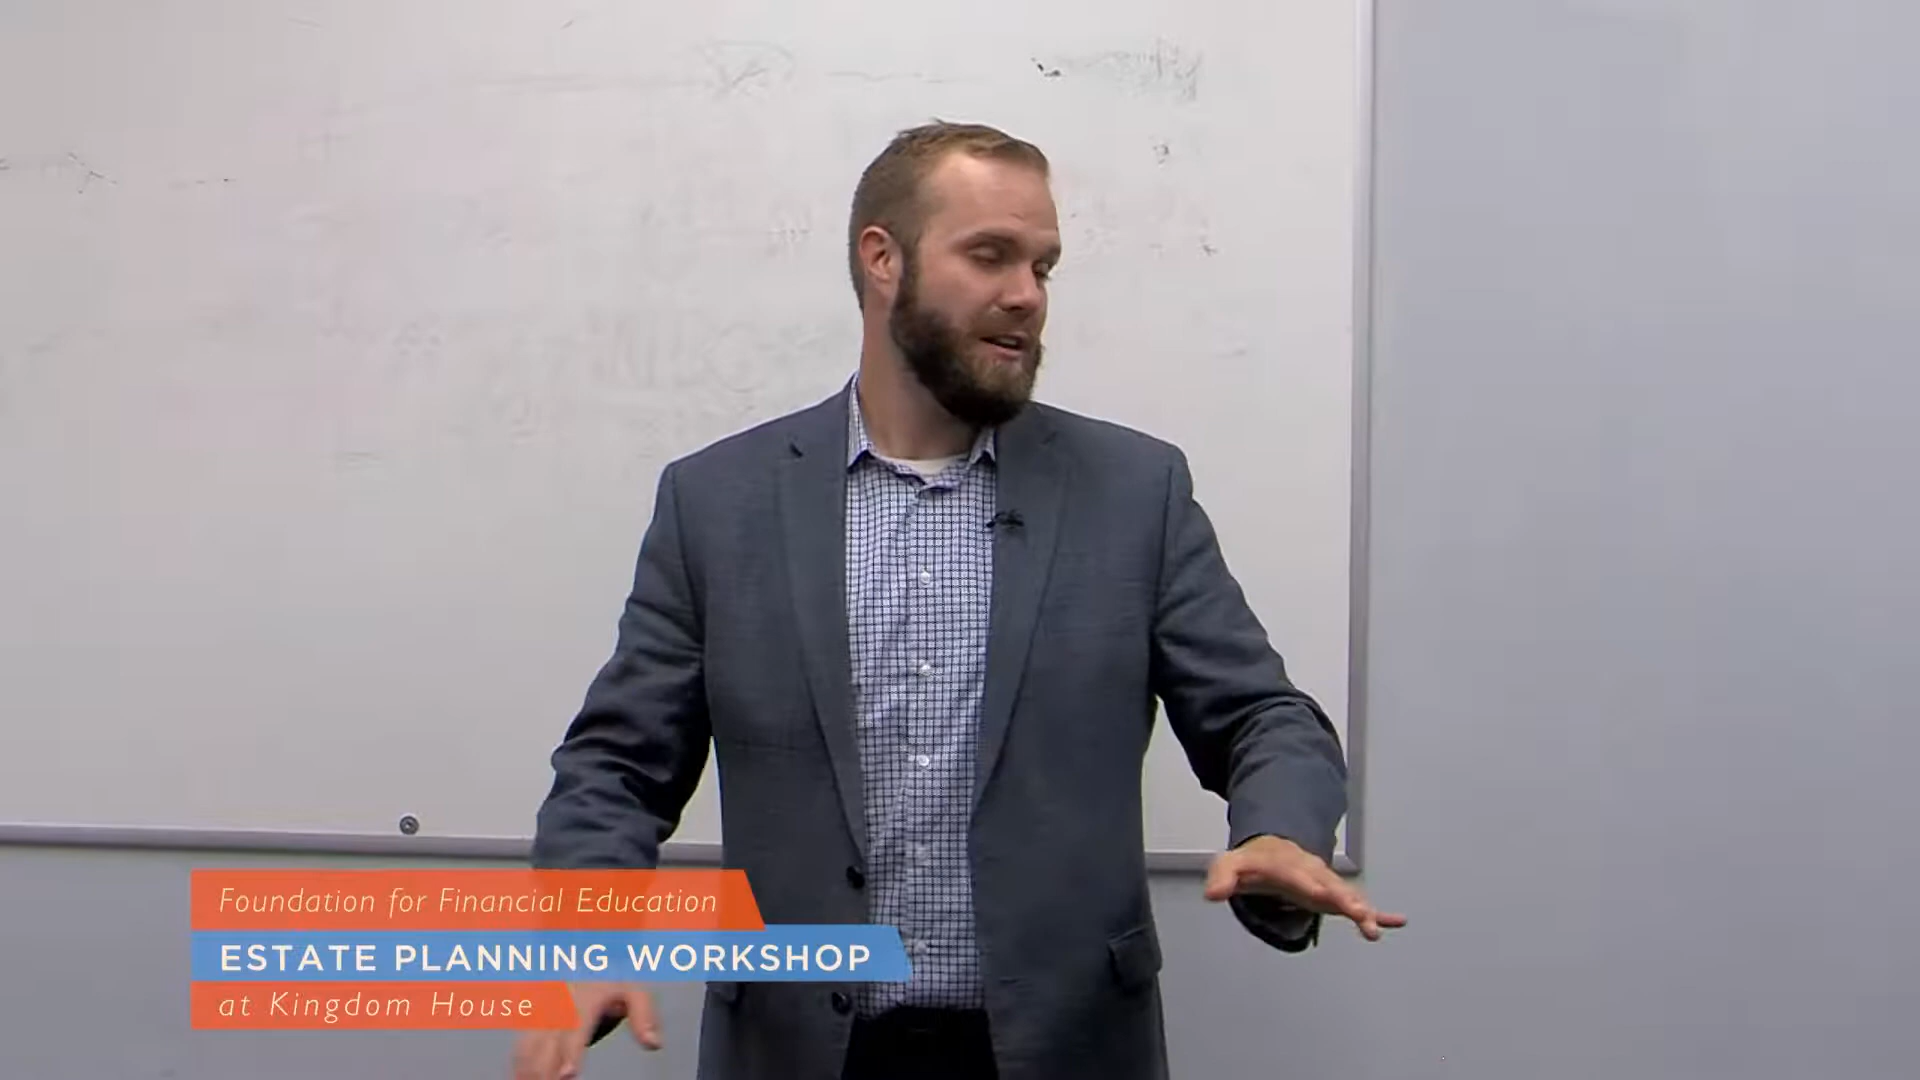 Foundation for Financial Education
ESTATE PLANNING WORKSHOP
at Kingdom House